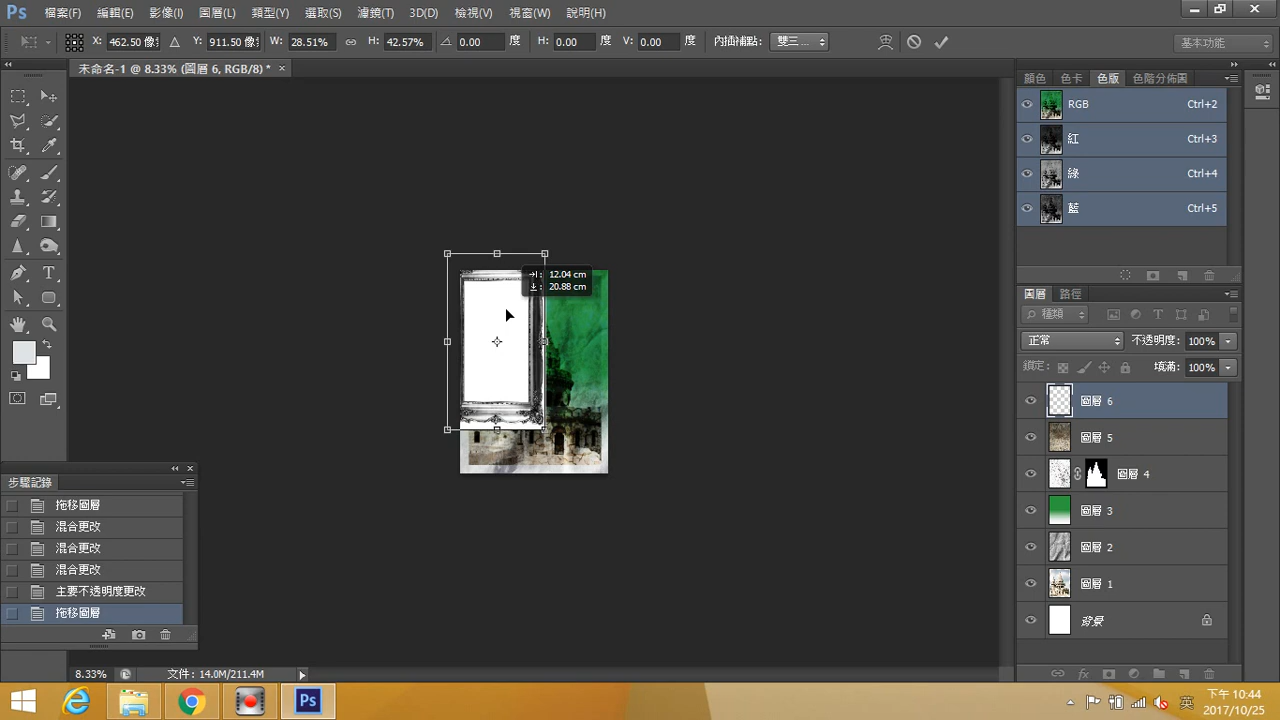 Ps 檔案(F) 編輯(E) 影像(I) 圖層(L) 類型(Y) 選取(S) 濾鏡(T) 3D(D) 檢視(V) 視窗(W) 說明(H)
X: 462.50 像 Y: 911.50 像 W: 28.51% H: 42.57% 0.00 度 H: 0.00 度 V: 0.00 度 內插補點: 雙三... 基本功能
未命名-1 @ 8.33% (圖層 6, RGB/8) *
顏色 色卡 色版 色階分佈圖
RGB Ctrl+2
紅 Ctrl+3
綠 Ctrl+4
藍 Ctrl+5
12.04 cm
20.88 cm
圖層 路徑
種類
正常 不透明度: 100%
鎖定: 填滿: 100%
圖層 6
圖層 5
圖層 4
圖層 3
圖層 2
圖層 1
背景
步驟記錄
拖移圖層
混合更改
混合更改
混合更改
主要不透明度更改
拖移圖層
8.33% 文件: 14.0M/211.4M
Ps 英 下午 10:44
2017/10/25